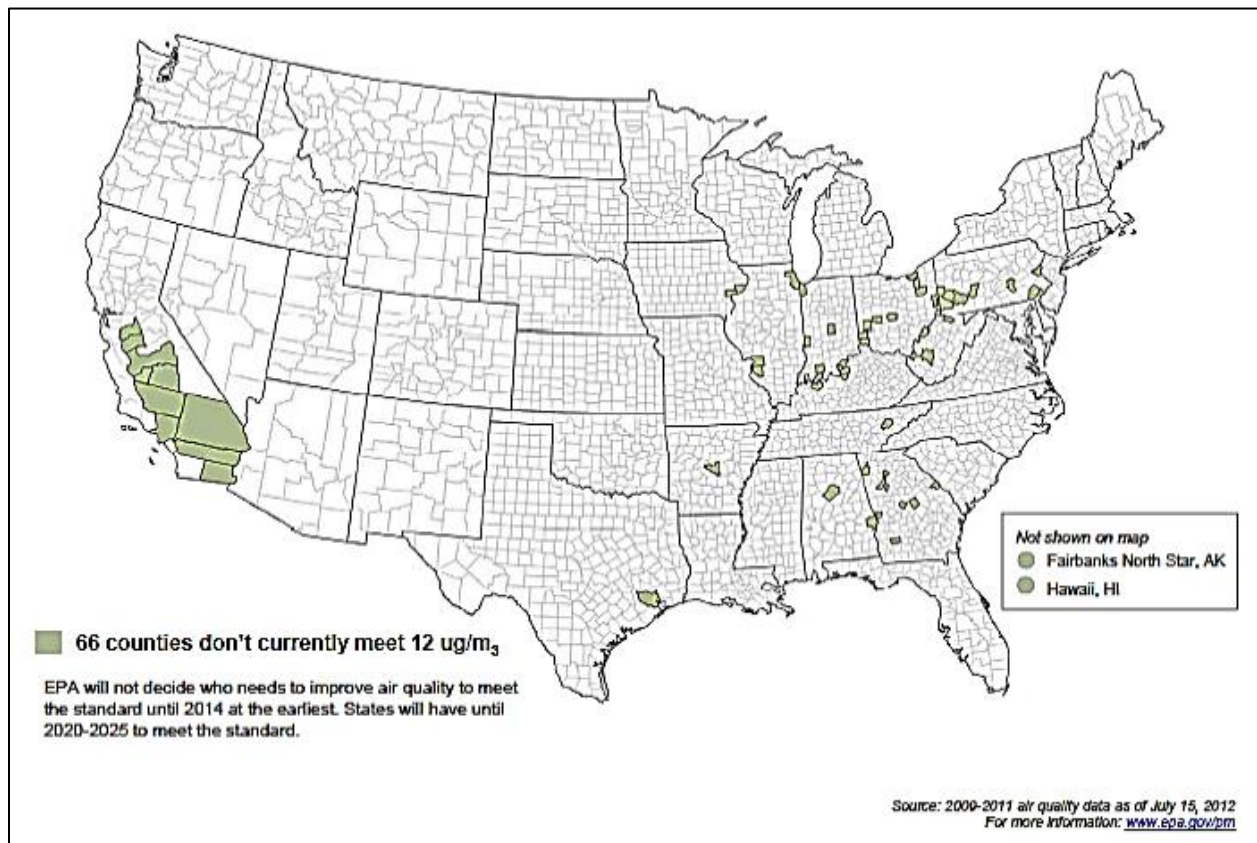 Not shown on map
Fairbanks North Star, AK
Hawaii, HI
66 counties don't currently meet 12 ug/m₃
EPA will not decide who needs to improve air quality to meet
the standard until 2014 at the earliest. States will have until
2020-2025 to meet the standard.
Source: 2009-2011 air quality data as of July 15, 2012
For more information: www.epa.gov/pm